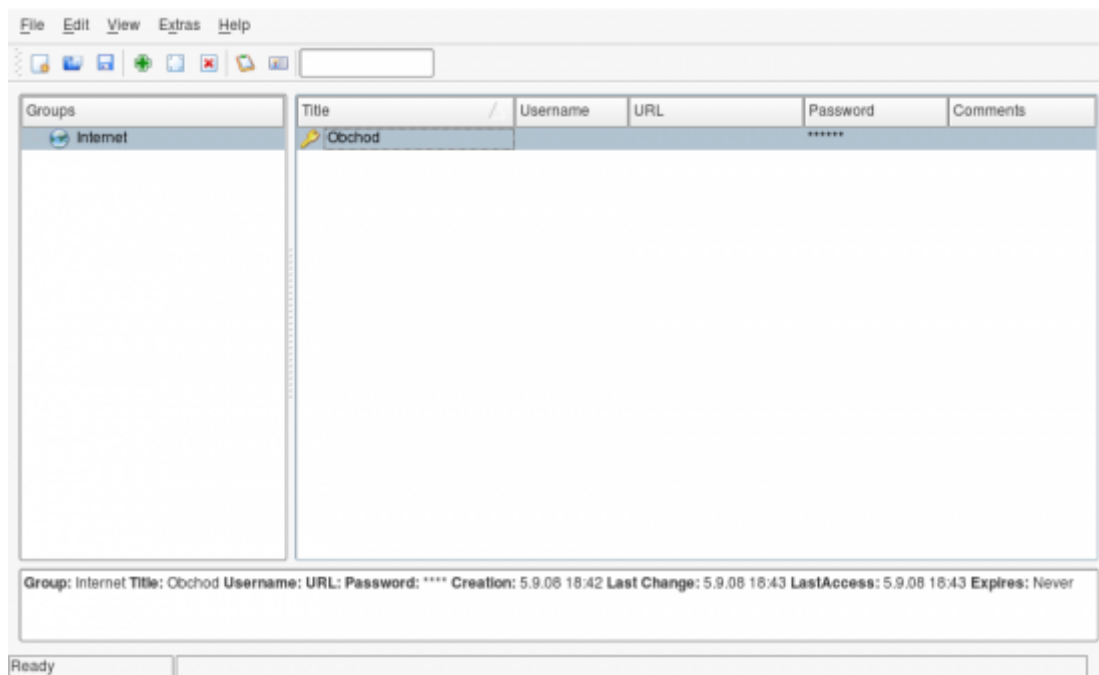 File Edit View Extras Help
Groups
Title Username URL Password Comments
Internet
Obchod ******
Group: Internet Title: Obchod Username: URL: Password: **** Creation: 5.9.08 18:42 Last Change: 5.9.08 18:43 LastAccess: 5.9.08 18:43 Expires: Never
Ready